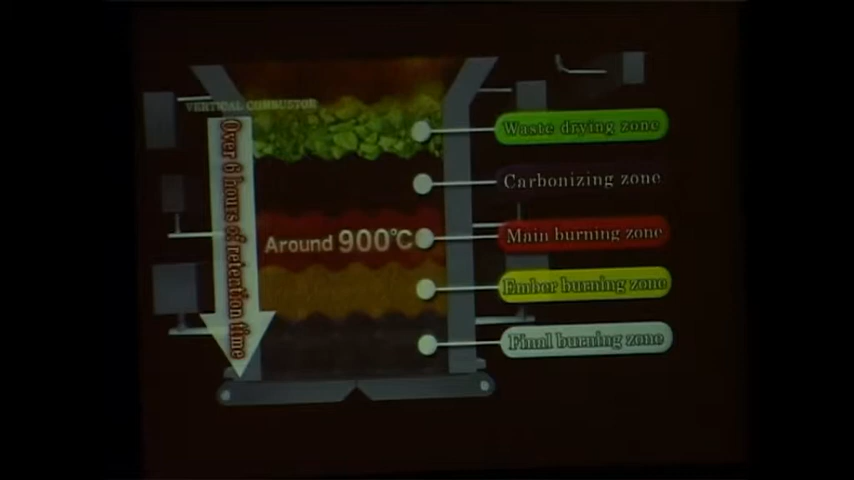 VERTICAL COMBUSTOR
Over 6 hours of retention time
Waste drying zone
Carbonizing zone
Around 900℃
Main burning zone
Ember burning zone
Final burning zone